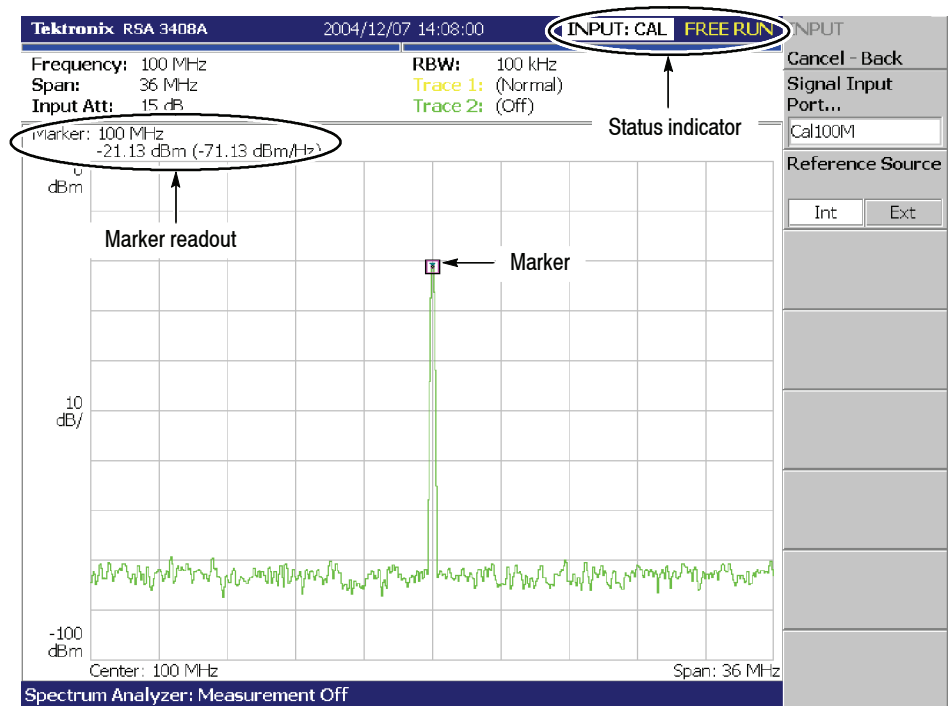 Tektronix RSA 3408A 2004/12/07 14:08:00 INPUT: CAL FREE RUN INPUT
Frequency: 100 MHz RBW: 100 kHz Cancel - Back
Span: 36 MHz Trace 1: (Normal) Signal Input
Input Att: 15 dB Trace 2: (Off) Port...
Status indicator
Cal100M
Marker: 100 MHz
-21.13 dBm (-71.13 dBm/Hz)
Reference Source
0
dBm
Int Ext
Marker readout
Marker
10
dB/
-100
dBm
Center: 100 MHz Span: 36 MHz
Spectrum Analyzer: Measurement Off